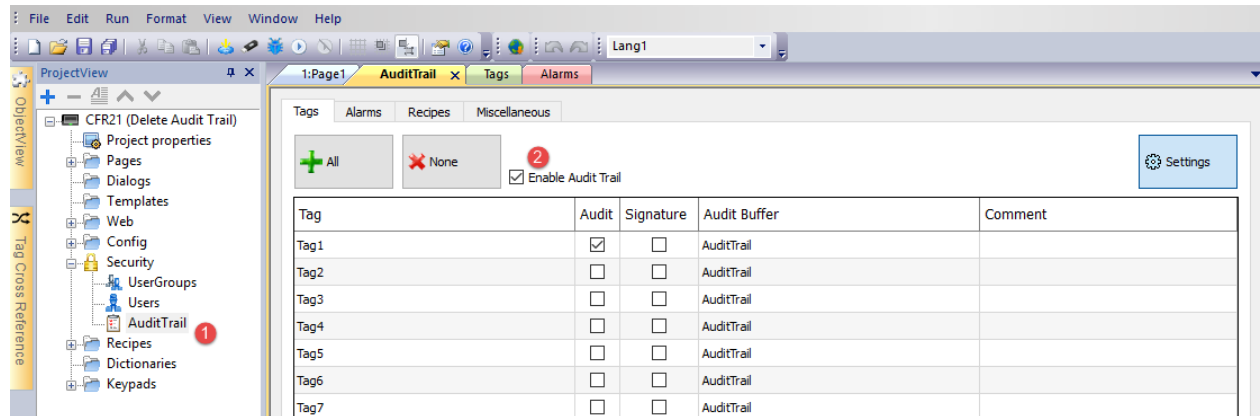 File Edit Run Format View Window Help
Lang1
ProjectView
1:Page1 AuditTrail Tags Alarms
ObjectView
Tag Cross Reference
CFR21 (Delete Audit Trail)
Project properties
Pages
Dialogs
Templates
Web
Config
Security
UserGroups
Users
AuditTrail
1
Recipes
Dictionaries
Keypads
Tags Alarms Recipes Miscellaneous
All None
2
Enable Audit Trail
Settings
Tag Audit Signature Audit Buffer Comment
Tag1 AuditTrail
Tag2 AuditTrail
Tag3 AuditTrail
Tag4 AuditTrail
Tag5 AuditTrail
Tag6 AuditTrail
Tag7 AuditTrail